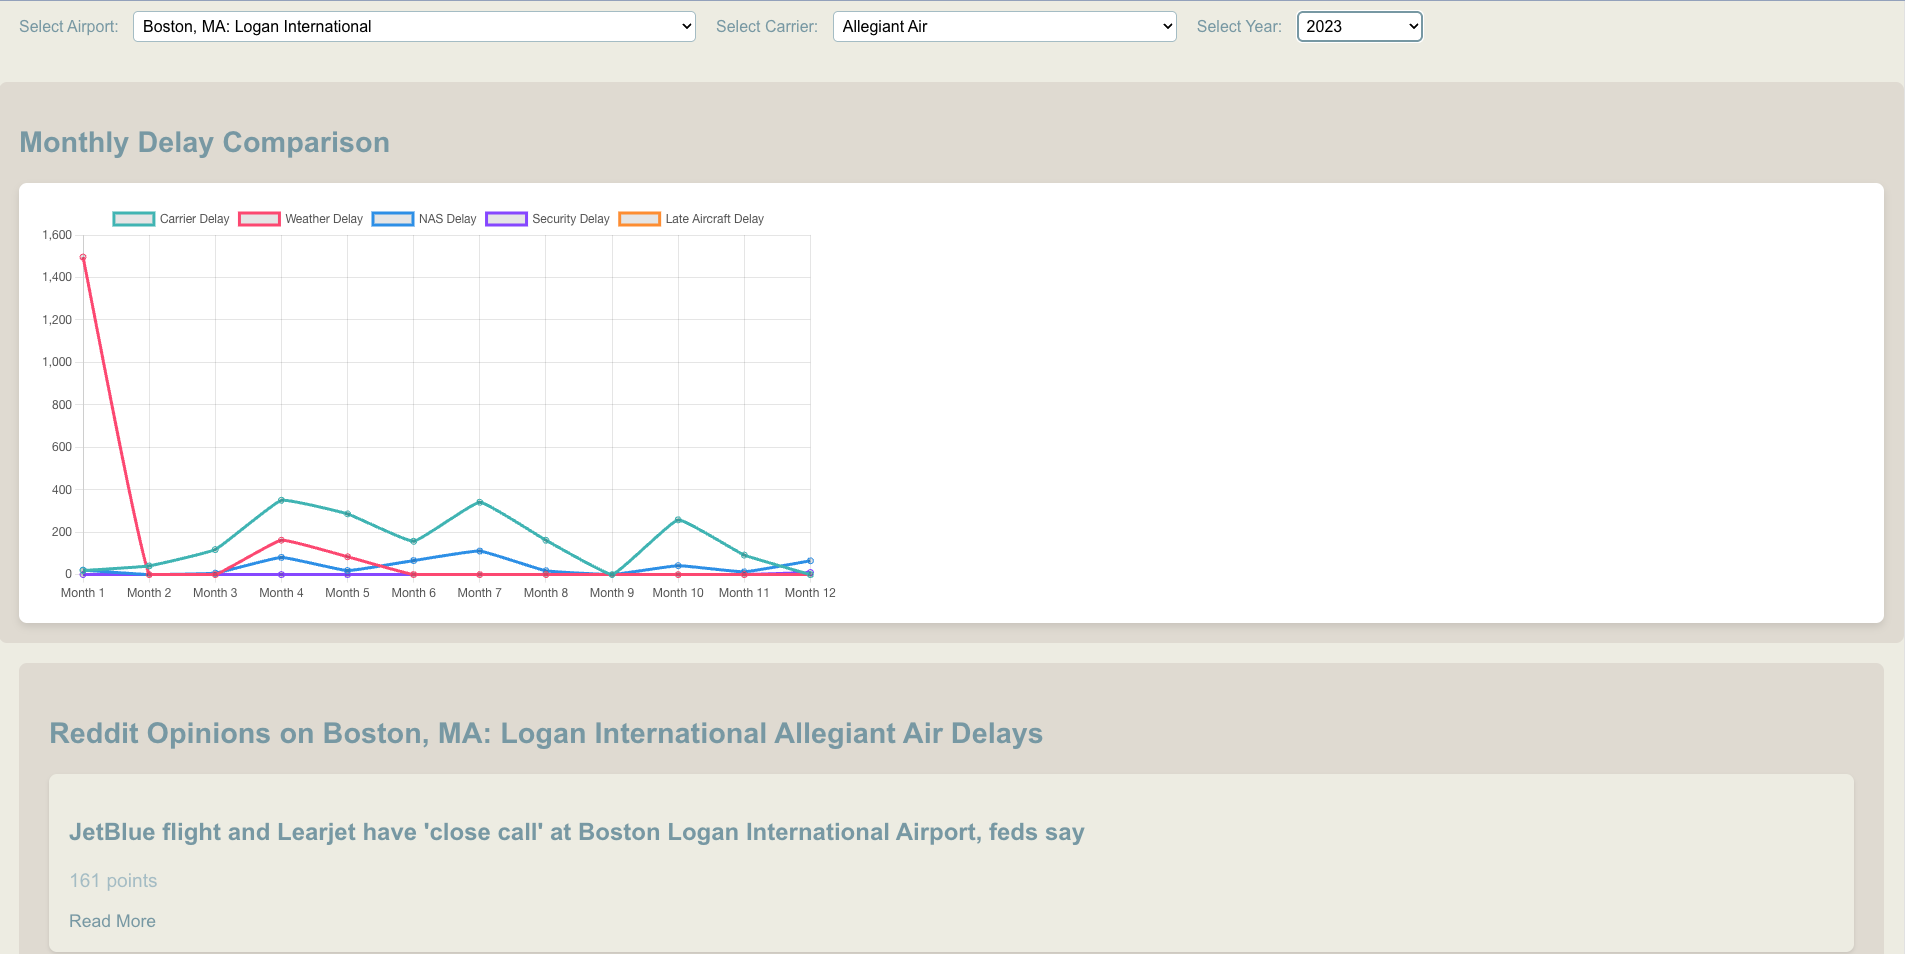 Select Airport: Boston, MA: Logan International Select Carrier: Allegiant Air Select Year: 2023
Monthly Delay Comparison
Carrier Delay Weather Delay NAS Delay Security Delay Late Aircraft Delay
1,600
1,400
1,200
1,000
800
600
400
200
0
Month 1 Month 2 Month 3 Month 4 Month 5 Month 6 Month 7 Month 8 Month 9 Month 10 Month 11 Month 12
Reddit Opinions on Boston, MA: Logan International Allegiant Air Delays
JetBlue flight and Learjet have 'close call' at Boston Logan International Airport, feds say
161 points
Read More